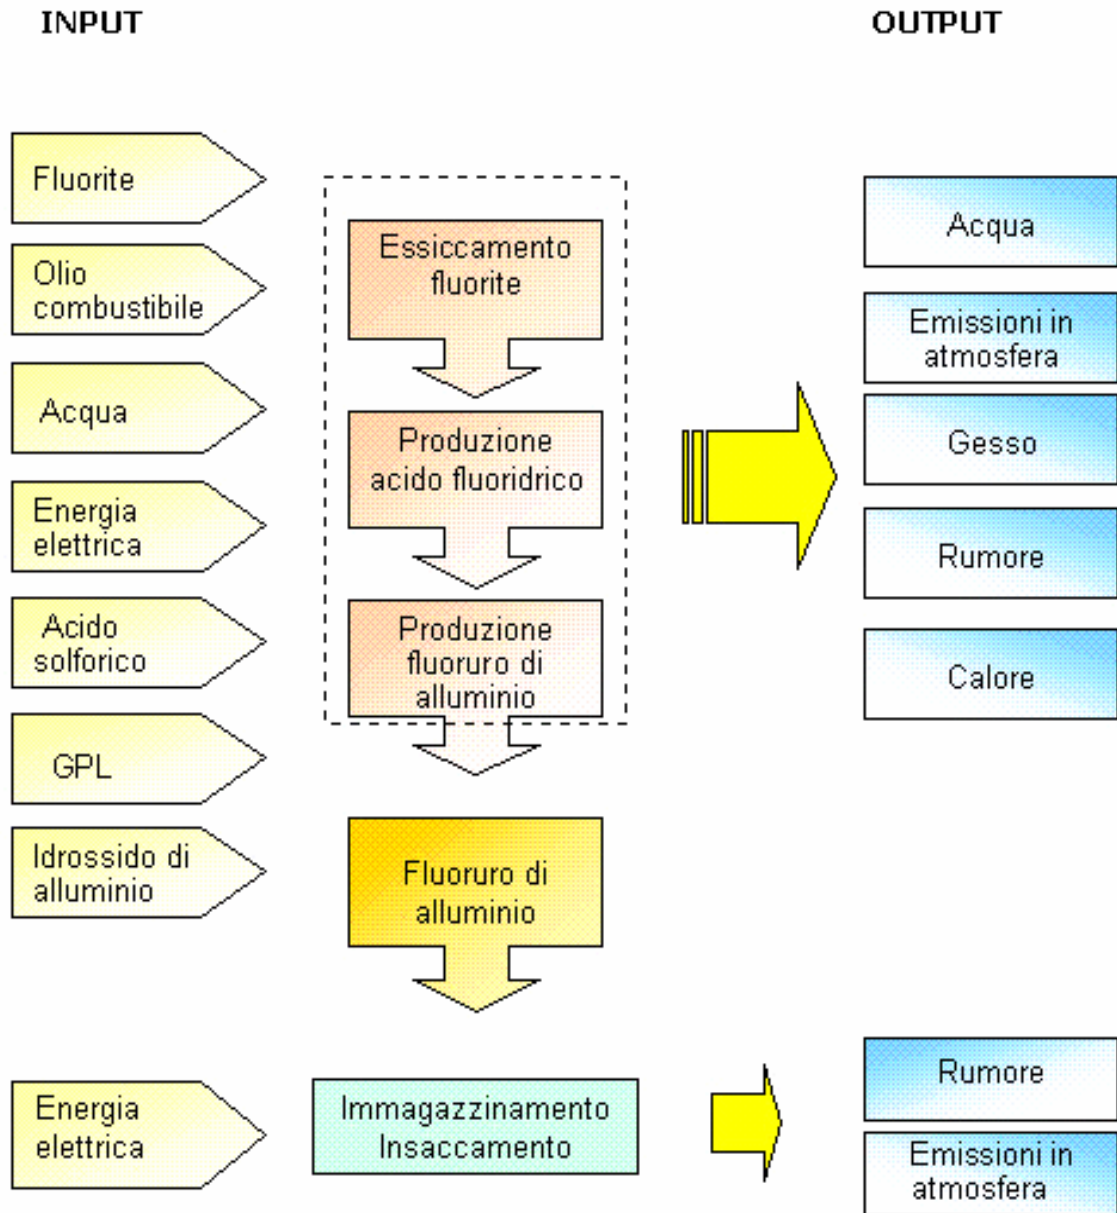 INPUT
OUTPUT
Fluorite
Olio
combustibile
Acqua
Energia
elettrica
Acido
solforico
GPL
Idrossido di
alluminio
Essiccamento
fluorite
Produzione
acido fluoridrico
Produzione
fluoruro di
alluminio
Fluoruro di
alluminio
Acqua
Emissioni in
atmosfera
Gesso
Rumore
Calore
Energia
elettrica
Immagazzinamento
Insaccamento
Rumore
Emissioni in
atmosfera